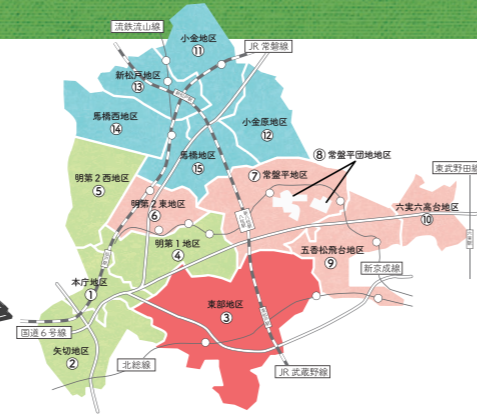 流鉄流山線
小金地区
⑪
JR 常磐線
新松戸地区
⑬
馬橋西地区
⑭
小金原地区
⑫
馬橋地区
⑮
⑧ 常盤平団地地区
⑦ 常盤平地区
東武野田線
明第2西地区
⑤
明第2東地区
⑥
六実六高台地区
⑩
明第1地区
④
五香松飛台地区
⑨
新京成線
本庁地区
①
東部地区
③
国道6号線
矢切地区
②
北総線
JR 武蔵野線